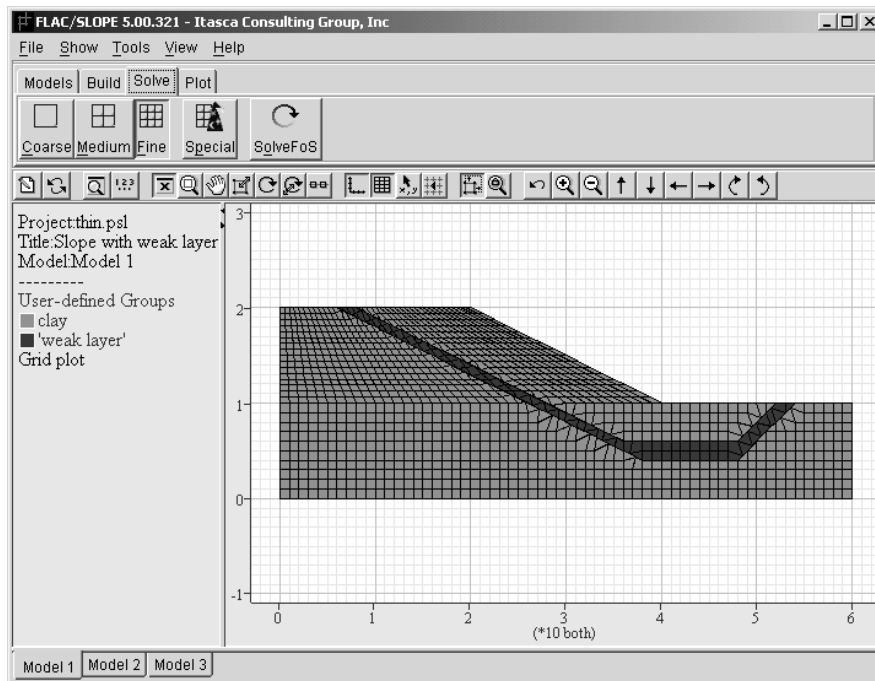 FLAC/SLOPE 5.00.321 - Itasca Consulting Group, Inc
File Show Tools View Help
Models Build Solve Plot
Coarse Medium Fine Special SolveFoS
1 2 3
x,y
Project:thin.psl
Title:Slope with weak layer
Model:Model 1
---------
User-defined Groups
clay
'weak layer'
Grid plot
3
2
1
0
-1
0 1 2 3 4 5 6
(*10 both)
Model 1 Model 2 Model 3